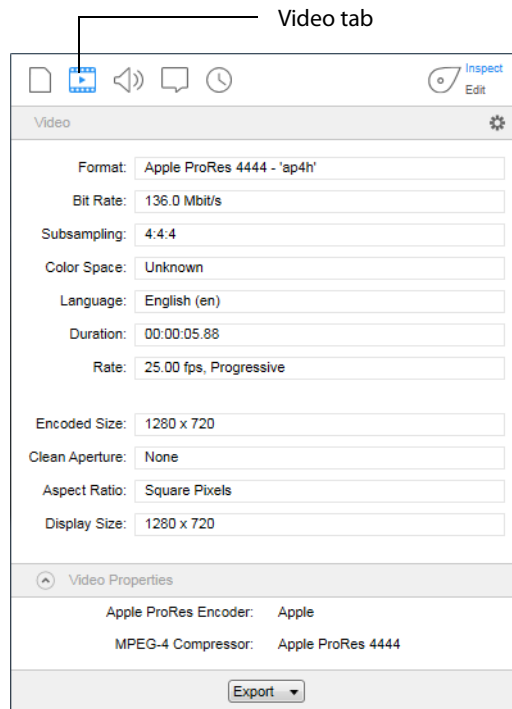 Video tab
Inspect
Edit
Video
Format: Apple ProRes 4444 - 'ap4h'
Bit Rate: 136.0 Mbit/s
Subsampling: 4:4:4
Color Space: Unknown
Language: English (en)
Duration: 00:00:05.88
Rate: 25.00 fps, Progressive
Encoded Size: 1280 x 720
Clean Aperture: None
Aspect Ratio: Square Pixels
Display Size: 1280 x 720
Video Properties
Apple ProRes Encoder: Apple
MPEG-4 Compressor: Apple ProRes 4444
Export